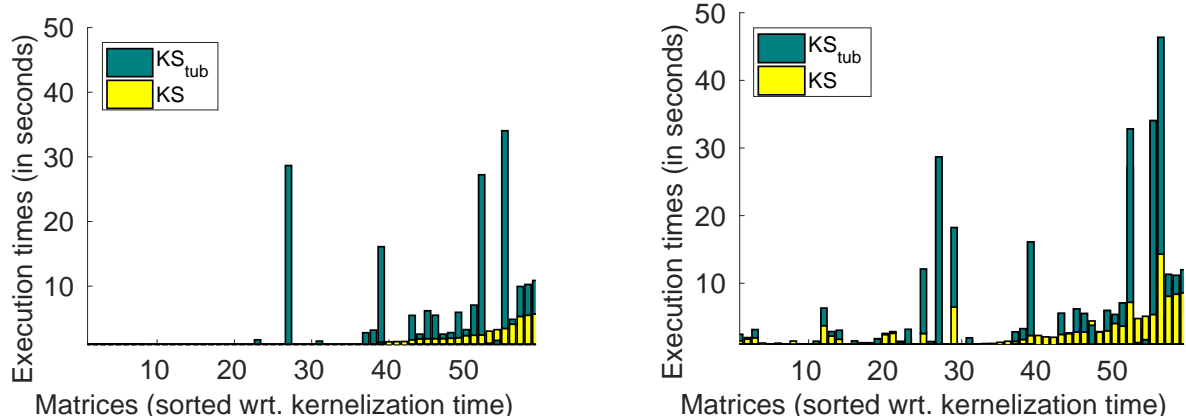 50
40
30
20
10
Execution times (in seconds)
KS_tub
KS
10 20 30 40 50
Matrices (sorted wrt. kernelization time)
50
40
30
20
10
Execution times (in seconds)
KS_tub
KS
10 20 30 40 50
Matrices (sorted wrt. kernelization time)